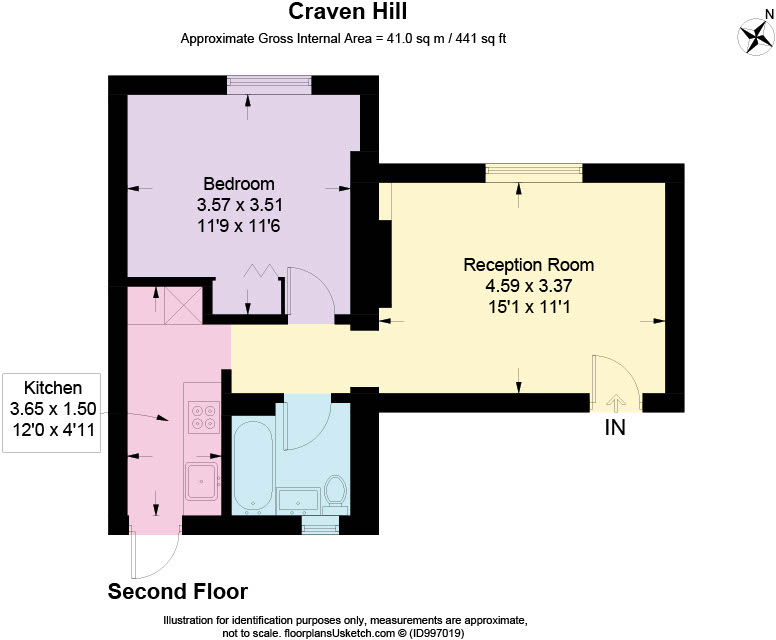 Craven Hill
Approximate Gross Internal Area = 41.0 sq m / 441 sq ft
N
Bedroom
3.57 x 3.51
11'9 x 11'6
Reception Room
4.59 x 3.37
15'1 x 11'1
Kitchen
3.65 x 1.50
12'0 x 4'11
IN
Second Floor
Illustration for identification purposes only, measurements are approximate,
not to scale. floorplansUsketch.com © (ID997019)